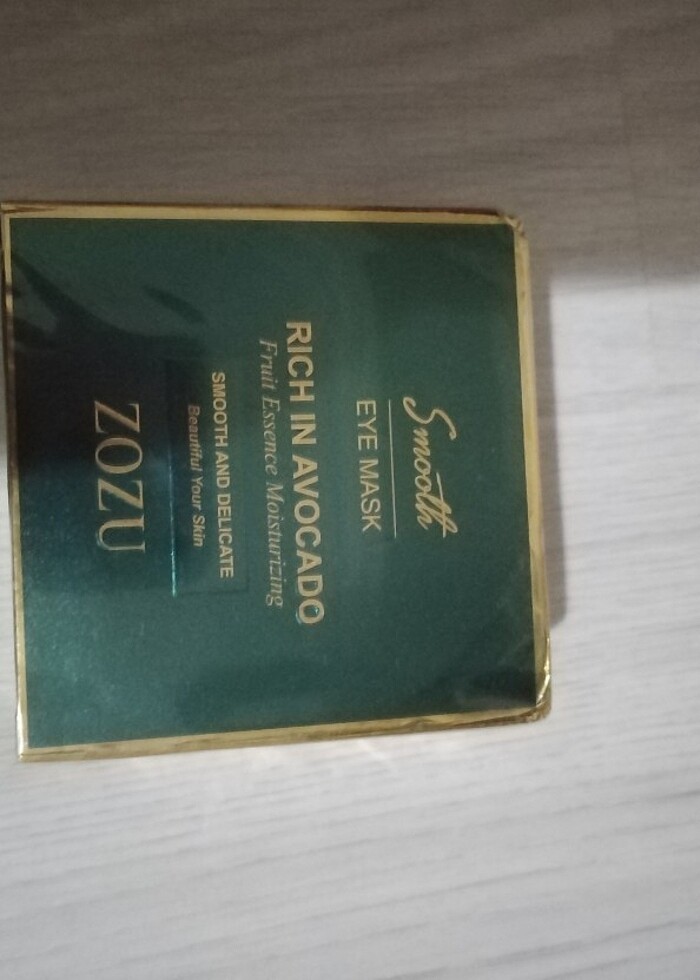 Smooth
EYE MASK
RICH IN AVOCADO
Fruit Essence Moisturizing
SMOOTH AND DELICATE
Beautiful Your Skin
ZOZU